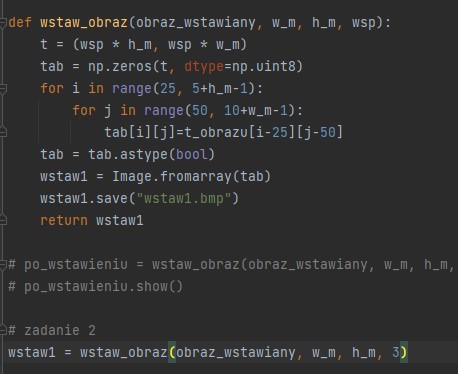 def wstaw_obraz(obraz_wstawiany, w_m, h_m, wsp):
    t = (wsp * h_m, wsp * w_m)
    tab = np.zeros(t, dtype=np.uint8)
    for i in range(25, 5+h_m-1):
        for j in range(50, 10+w_m-1):
            tab[i][j]=t_obrazu[i-25][j-50]
    tab = tab.astype(bool)
    wstaw1 = Image.fromarray(tab)
    wstaw1.save("wstaw1.bmp")
    return wstaw1
# po_wstawieniu = wstaw_obraz(obraz_wstawiany, w_m, h_m,
# po_wstawieniu.show()
# zadanie 2
wstaw1 = wstaw_obraz(obraz_wstawiany, w_m, h_m, 3)